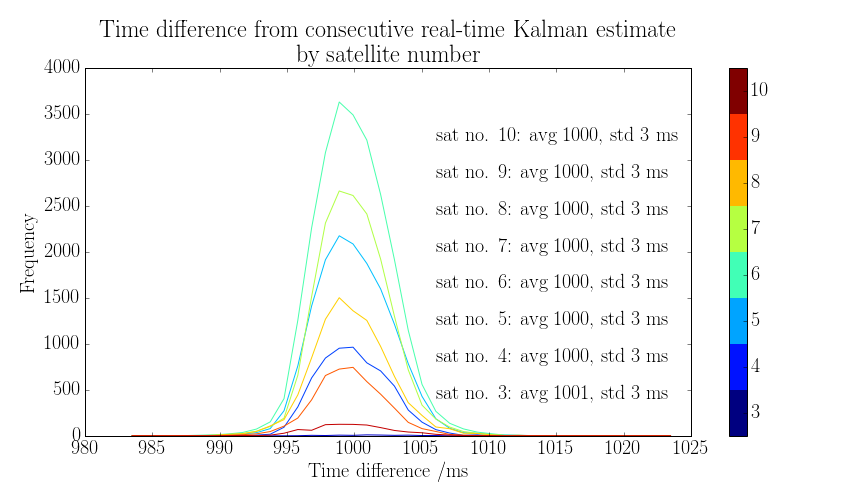 Time difference from consecutive real-time Kalman estimate
by satellite number
4000
3500
3000
2500
2000
1500
1000
500
0
Frequency
sat no. 10: avg 1000, std 3 ms
sat no. 9: avg 1000, std 3 ms
sat no. 8: avg 1000, std 3 ms
sat no. 7: avg 1000, std 3 ms
sat no. 6: avg 1000, std 3 ms
sat no. 5: avg 1000, std 3 ms
sat no. 4: avg 1000, std 3 ms
sat no. 3: avg 1001, std 3 ms
980 985 990 995 1000 1005 1010 1015 1020 1025
Time difference /ms
10
9
8
7
6
5
4
3